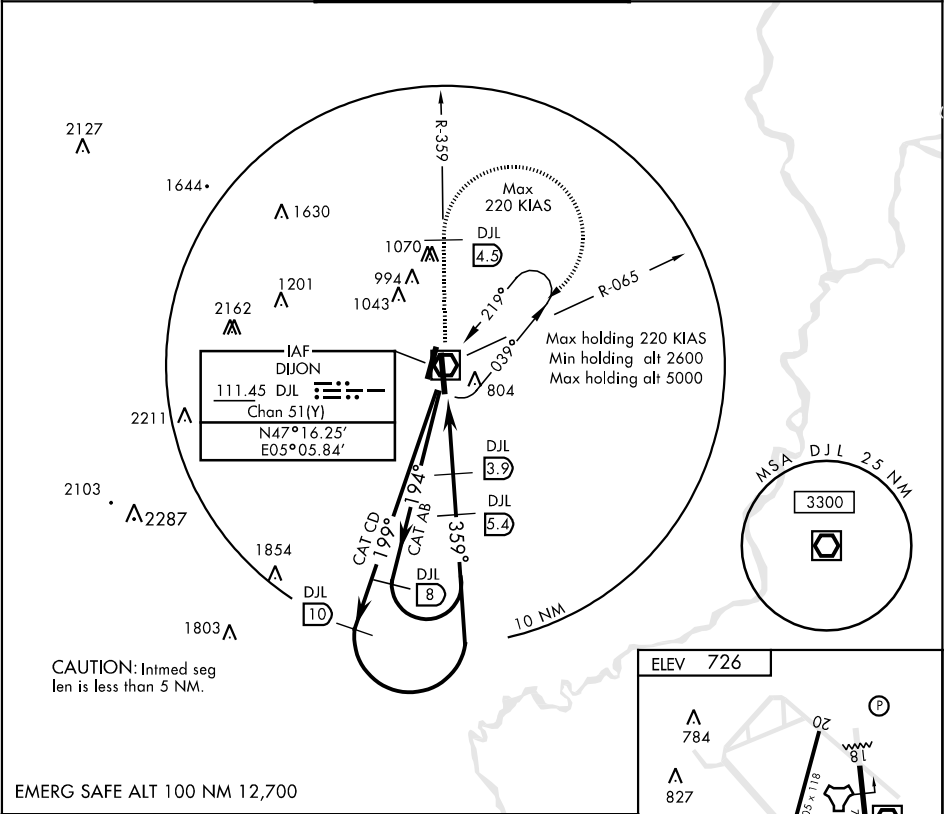 2127
1644
1630
R-359
Max
220 KIAS
DJL
4.5
1070
994
1043
1201
2162
219°
039°
R-065
Max holding 220 KIAS
Min holding alt 2600
Max holding alt 5000
804
IAF
DIJON
111.45 DJL
Chan 51(Y)
N47°16.25'
E05°05.84'
2211
2103
2287
DJL
3.9
DJL
5.4
194°
CAT AB
CAT CD
199°
359°
DJL
8
1854
DJL
10
1803
10 NM
MSA DJL 25 NM
3300
CAUTION: Intmed seg
len is less than 5 NM.
EMERG SAFE ALT 100 NM 12,700
ELEV 726
P
784
827
20
18
05 x 118